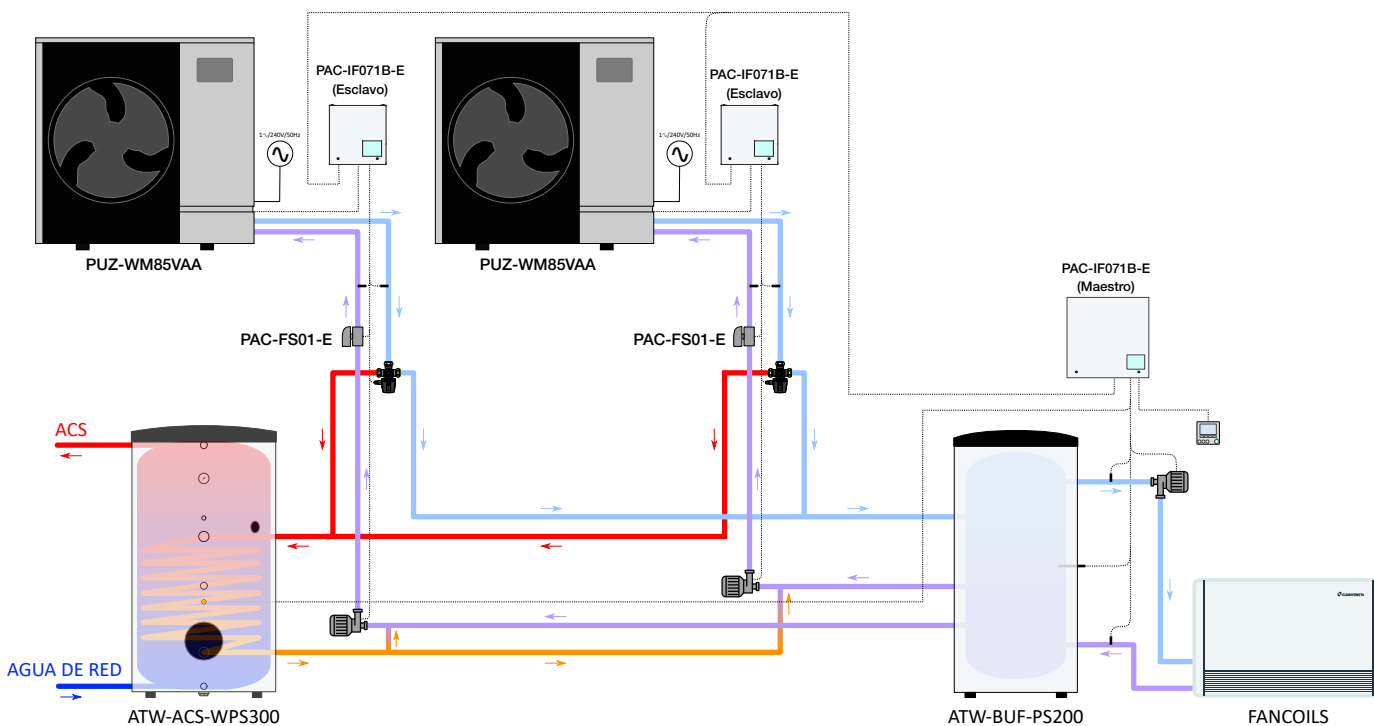 PAC-IF071B-E
(Esclavo)
PAC-IF071B-E
(Esclavo)
1∿/240V/50Hz
1∿/240V/50Hz
PUZ-WM85VAA
PUZ-WM85VAA
PAC-IF071B-E
(Maestro)
PAC-FS01-E
PAC-FS01-E
ACS
AGUA DE RED
ATW-ACS-WPS300
ATW-BUF-PS200
FANCOILS